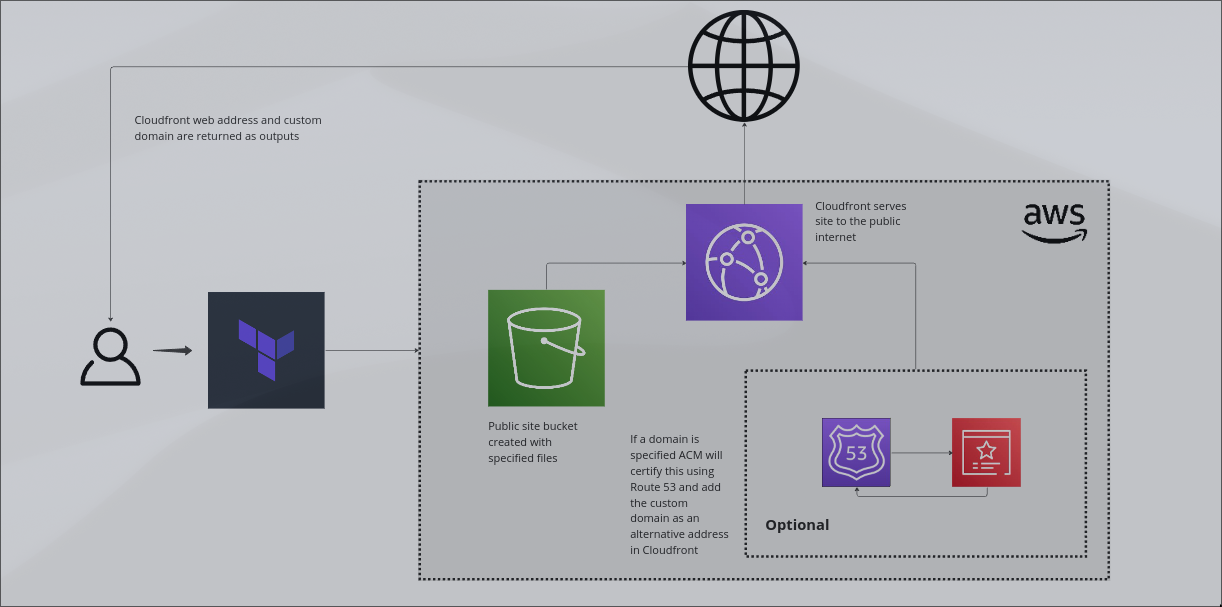 Cloudfront web address and custom
domain are returned as outputs
Cloudfront serves
site to the public
internet
aws
Public site bucket
created with
specified files
If a domain is
specified ACM will
certify this using
Route 53 and add
the custom
domain as an
alternative address
in Cloudfront
53
Optional